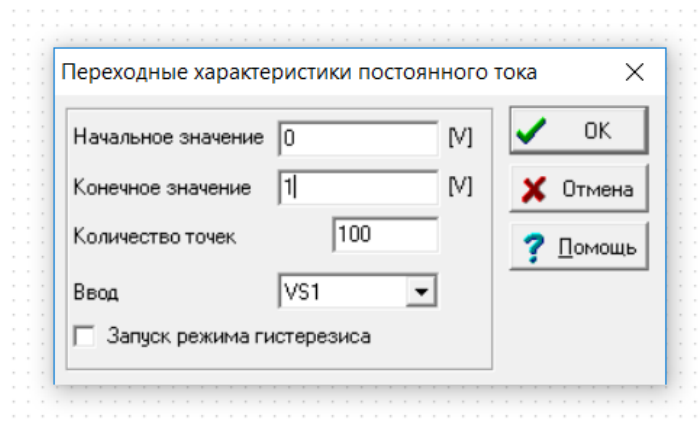 Переходные характеристики постоянного тока
Начальное значение 0 [V]
Конечное значение 1 [V]
Количество точек 100
Ввод VS1
Запуск режима гистерезиса
OK
Отмена
Помощь